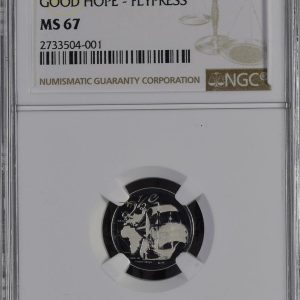 GOOD HOPE - FLYPRESS
MS 67
2733504-001
NUMISMATIC GUARANTY CORPORATION
NGC